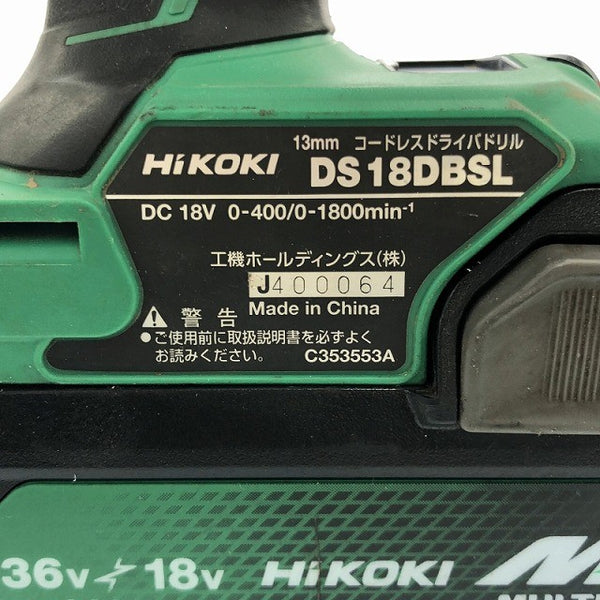 13mm コードレスドライバドリル
HiKOKI DS18DBSL
DC 18V 0-400/0-1800min-1
工機ホールディングス(株)
J400064
Made in China
⚠ 警告
●ご使用前に取扱説明書を必ずよく
お読みください。
C353553A
36v⚡18v HiKOKI